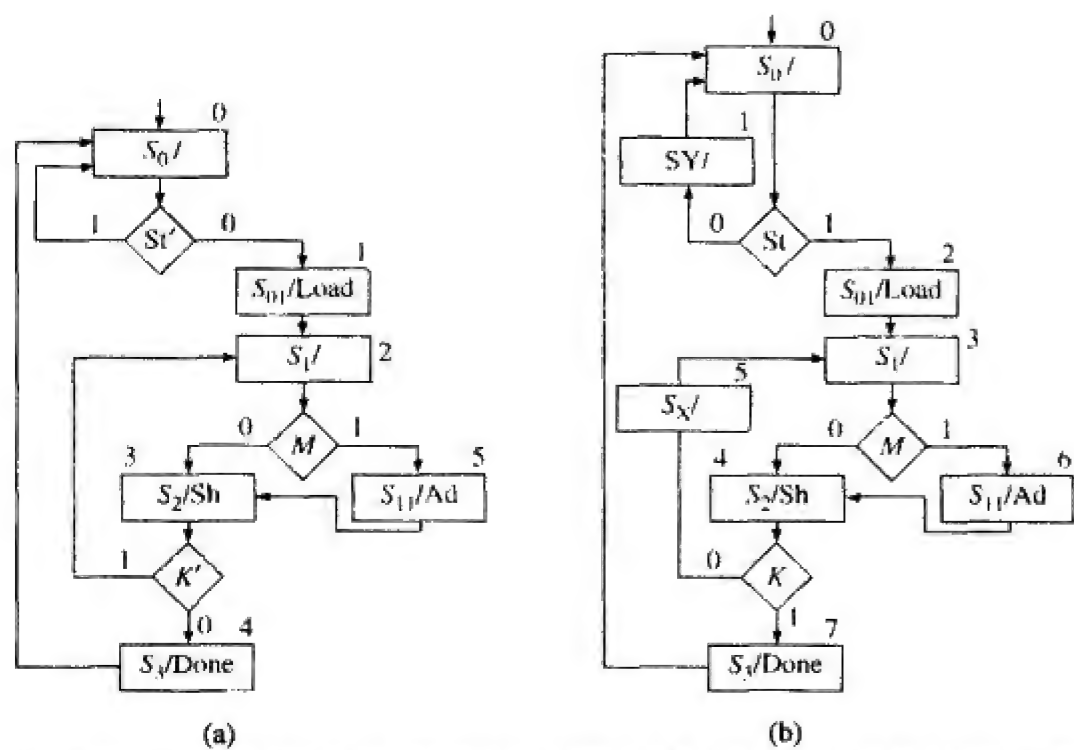 0
S₀/
1 St′ 0
1
S₀₁/Load
S₁/ 2
0 M 1
3 5
S₂/Sh S₁₁/Ad
1 K′
0 4
S₃/Done
(a)
0
S₀/
1
SY/
0 St 1
2
S₀₁/Load
S₁/ 3
5
Sₓ/
0 M 1
4 6
S₂/Sh S₁₁/Ad
0 K
1 7
S₃/Done
(b)